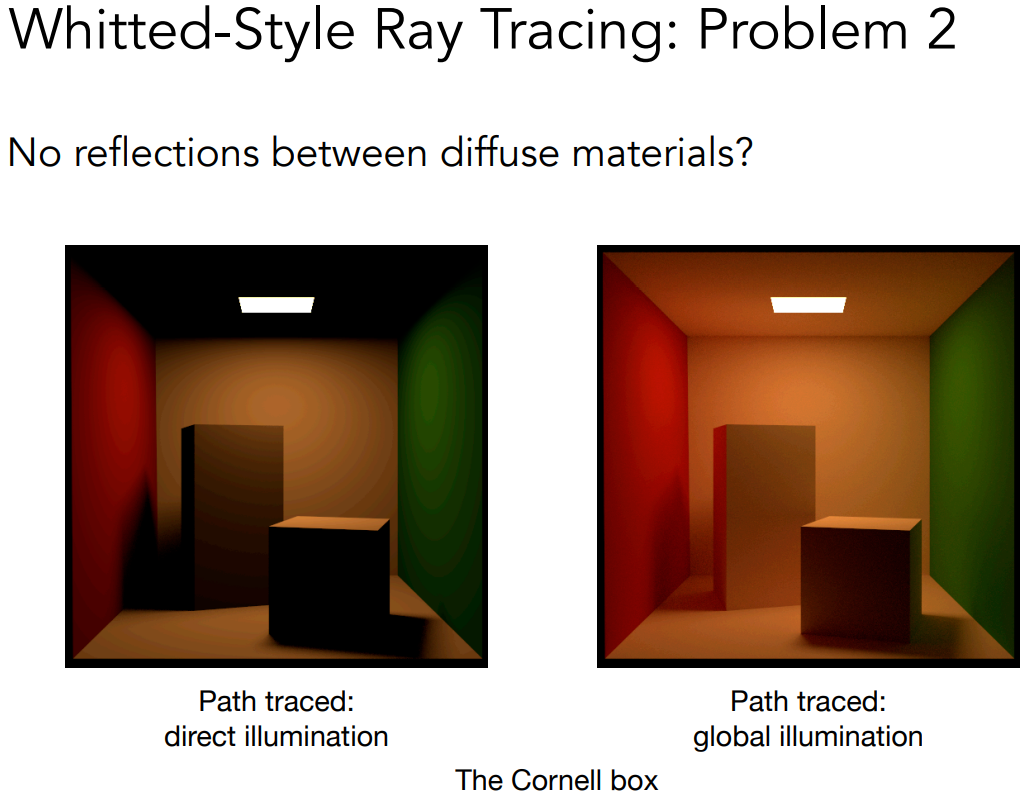 Whitted-Style Ray Tracing: Problem 2
No reflections between diffuse materials?
Path traced:
direct illumination
Path traced:
global illumination
The Cornell box